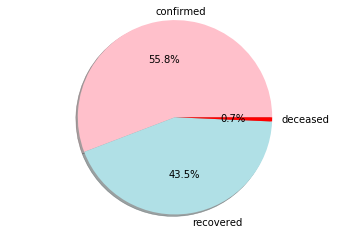 confirmed
55.8%
0.7%
deceased
43.5%
recovered